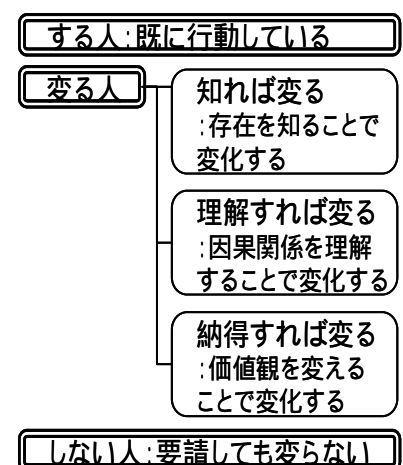 する人:既に行動している
変る人
知れば変る
:存在を知ることで
変化する
理解すれば変る
:因果関係を理解
することで変化する
納得すれば変る
:価値観を変える
ことで変化する
しない人:要請しても変らない